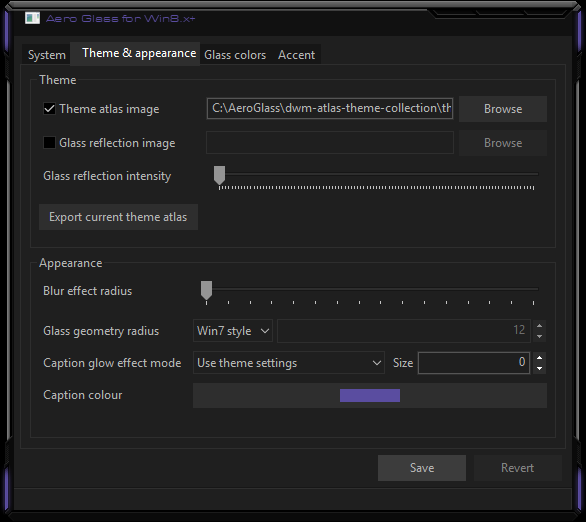 Aero Glass for Win8.x+
System Theme & appearance Glass colors Accent
Theme
Theme atlas image C:\AeroGlass\dwm-atlas-theme-collection\th Browse
Glass reflection image Browse
Glass reflection intensity
Export current theme atlas
Appearance
Blur effect radius
Glass geometry radius Win7 style 12
Caption glow effect mode Use theme settings Size 0
Caption colour
Save Revert